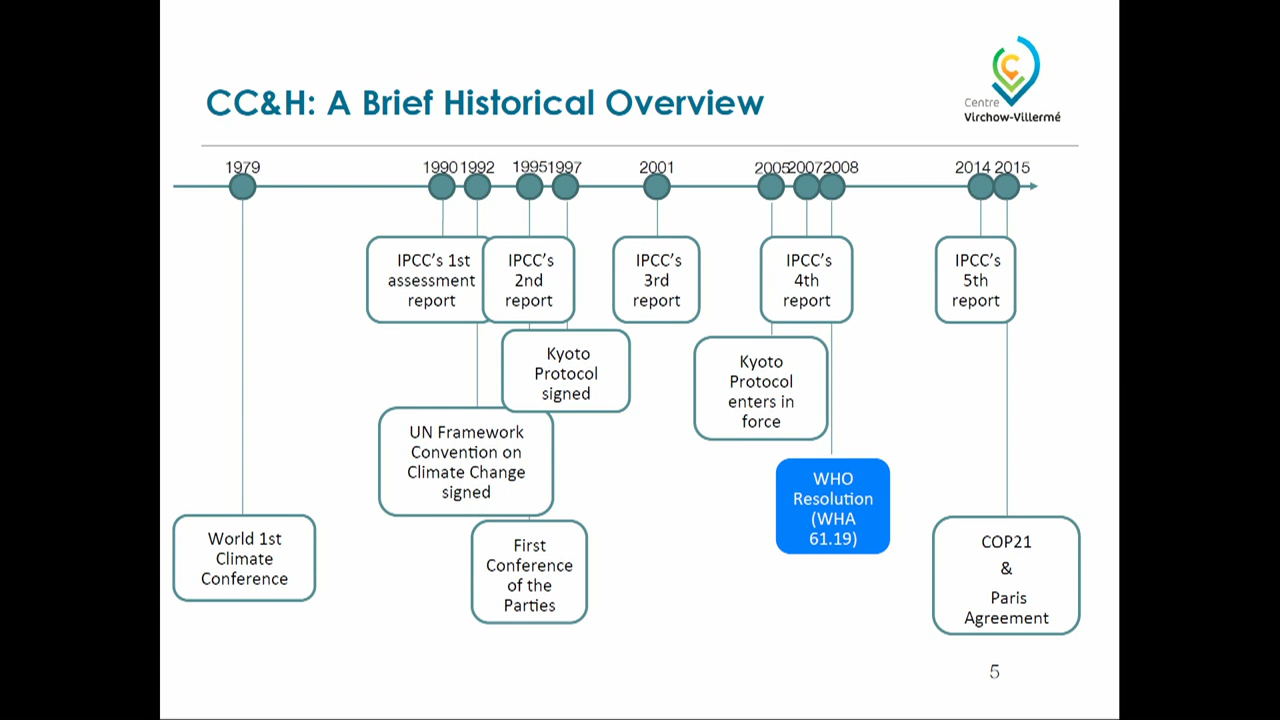 CC&H: A Brief Historical Overview
Centre
Virchow-Villermé
1979
1990
1992
1995
1997
2001
2005
2007
2008
2014
2015
IPCC’s 1st
assessment
report
IPCC’s
2nd
report
IPCC’s
3rd
report
IPCC’s
4th
report
IPCC’s
5th
report
Kyoto
Protocol
signed
Kyoto
Protocol
enters in
force
UN Framework
Convention on
Climate Change
signed
WHO
Resolution
(WHA
61.19)
World 1st
Climate
Conference
First
Conference
of the
Parties
COP21
&
Paris
Agreement
5